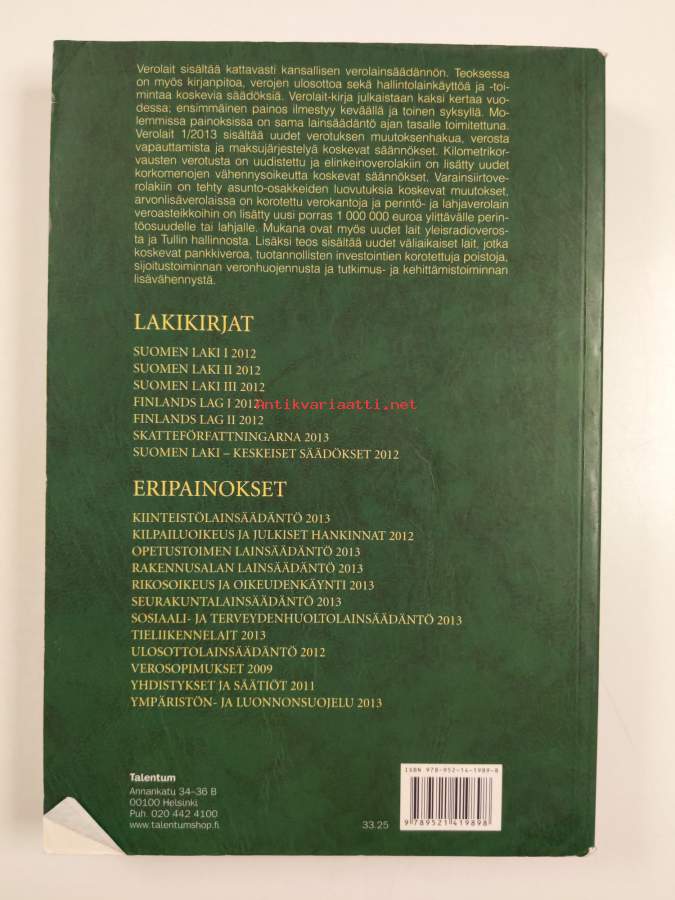 Verolait sisältää kattavasti kansallisen verolainsäädännön. Teoksessa
on myös kirjanpitoa, verojen ulosottoa sekä hallintolainkäyttöä ja -toi-
mintaa koskevia säädöksiä. Verolait-kirja julkaistaan kaksi kertaa vuo-
dessa; ensimmäinen painos ilmestyy keväällä ja toinen syksyllä. Mo-
lemmissa painoksissa on sama lainsäädäntö ajan tasalle toimitettuna.
Verolait 1/2013 sisältää uudet verotuksen muutoksenhakua, verosta
vapauttamista ja maksujärjestelyä koskevat säännökset. Kilometrikor-
vausten verotusta on uudistettu ja elinkeinoverolakiin on lisätty uudet
korkomenojen vähennysoikeutta koskevat säännökset. Varainsiirtove-
rolakiin on tehty asunto-osakkeiden luovutuksia koskevat muutokset,
arvonlisäverolaissa on korotettu verokantoja ja perintö- ja lahjaverolain
veroasteikkoihin on lisätty uusi porras 1 000 000 euroa ylittävälle perin-
töosuudelle tai lahjalle. Mukana ovat myös uudet lait yleisradioveros-
ta ja Tullin hallinnosta. Lisäksi teos sisältää uudet väliaikaiset lait, jotka
koskevat pankkiveroa, tuotannollisten investointien korotettuja poistoja,
sijoitustoiminnan veronhuojennusta ja tutkimus- ja kehittämistoiminnan
lisävähennystä.
LAKIKIRJAT
SUOMEN LAKI I 2012
SUOMEN LAKI II 2012
SUOMEN LAKI III 2012
FINLANDS LAG I 2012
Antikvariaatti.net
FINLANDS LAG II 2012
SKATTEFÖRFATTNINGARNA 2013
SUOMEN LAKI – KESKEISET SÄÄDÖKSET 2012
ERIPAINOKSET
KIINTEISTÖLAINSÄÄDÄNTÖ 2013
KILPAILUOIKEUS JA JULKISET HANKINNAT 2012
OPETUSTOIMEN LAINSÄÄDÄNTÖ 2013
RAKENNUSALAN LAINSÄÄDÄNTÖ 2013
RIKOSOIKEUS JA OIKEUDENKÄYNTI 2013
SEURAKUNTALAINSÄÄDÄNTÖ 2013
SOSIAALI- JA TERVEYDENHUOLTOLAINSÄÄDÄNTÖ 2013
TIELIIKENNELAIT 2013
ULOSOTTOLAINSÄÄDÄNTÖ 2012
VEROSOPIMUKSET 2009
YHDISTYKSET JA SÄÄTIÖT 2011
YMPÄRISTÖN- JA LUONNONSUOJELU 2013
Talentum
Annankatu 34–36 B
00100 Helsinki
Puh. 020 442 4100
www.talentumshop.fi
33.25
ISBN 978-952-14-1989-8
9 789521 419898